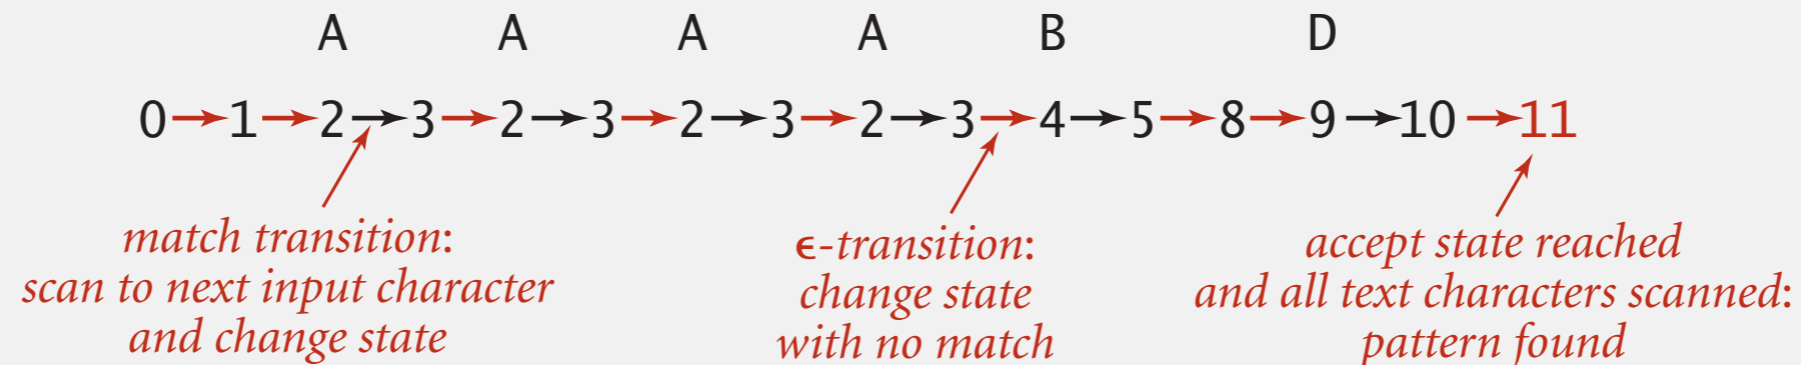 A A A A B D
0 1 2 3 2 3 2 3 2 3 4 5 8 9 10 11
match transition:
scan to next input character
and change state
ϵ-transition:
change state
with no match
accept state reached
and all text characters scanned:
pattern found